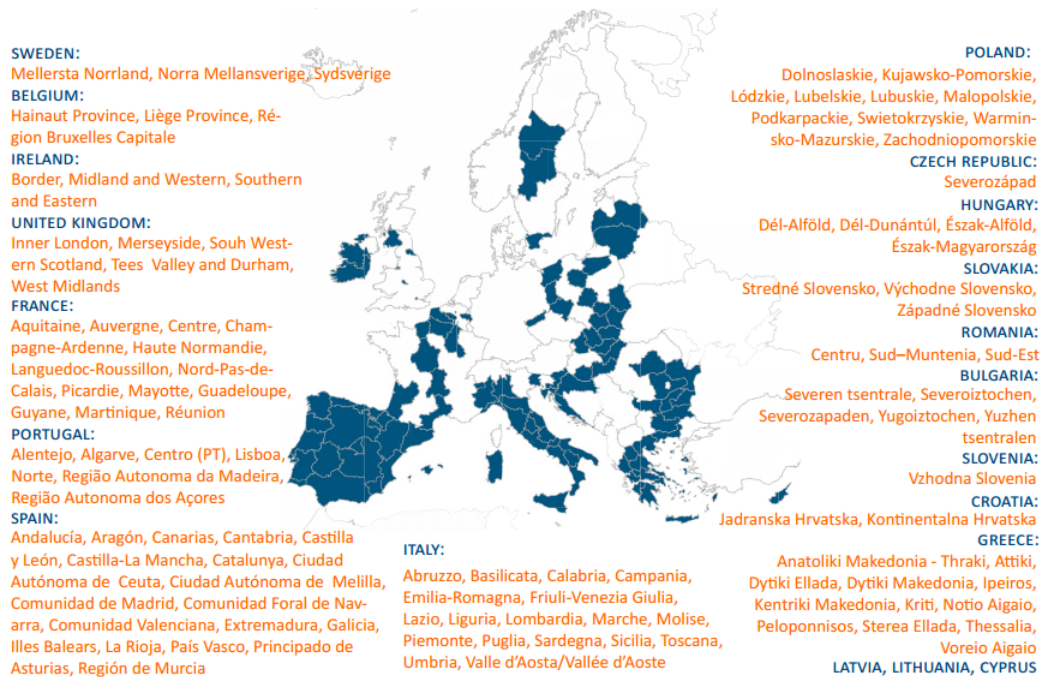 SWEDEN:
Mellersta Norrland, Norra Mellansverige, Sydsverige
BELGIUM:
Hainaut Province, Liège Province, Ré-
gion Bruxelles Capitale
IRELAND:
Border, Midland and Western, Southern
and Eastern
UNITED KINGDOM:
Inner London, Merseyside, Souh West-
ern Scotland, Tees Valley and Durham,
West Midlands
FRANCE:
Aquitaine, Auvergne, Centre, Cham-
pagne-Ardenne, Haute Normandie,
Languedoc-Roussillon, Nord-Pas-de-
Calais, Picardie, Mayotte, Guadeloupe,
Guyane, Martinique, Réunion
PORTUGAL:
Alentejo, Algarve, Centro (PT), Lisboa,
Norte, Região Autonoma da Madeira,
Região Autonoma dos Açores
SPAIN:
Andalucía, Aragón, Canarias, Cantabria, Castilla
y León, Castilla-La Mancha, Catalunya, Ciudad
Autónoma de Ceuta, Ciudad Autónoma de Melilla,
Comunidad de Madrid, Comunidad Foral de Nav-
arra, Comunidad Valenciana, Extremadura, Galicia,
Illes Balears, La Rioja, País Vasco, Principado de
Asturias, Región de Murcia
ITALY:
Abruzzo, Basilicata, Calabria, Campania,
Emilia-Romagna, Friuli-Venezia Giulia,
Lazio, Liguria, Lombardia, Marche, Molise,
Piemonte, Puglia, Sardegna, Sicilia, Toscana,
Umbria, Valle d'Aosta/Vallée d'Aoste
POLAND:
Dolnoslaskie, Kujawsko-Pomorskie,
Lódzkie, Lubelskie, Lubuskie, Malopolskie,
Podkarpackie, Swietokrzyskie, Warmin-
sko-Mazurskie, Zachodniopomorskie
CZECH REPUBLIC:
Severozápad
HUNGARY:
Dél-Alföld, Dél-Dunántúl, Észak-Alföld,
Észak-Magyarország
SLOVAKIA:
Stredné Slovensko, Východne Slovensko,
Západné Slovensko
ROMANIA:
Centru, Sud–Muntenia, Sud-Est
BULGARIA:
Severen tsentrale, Severoiztochen,
Severozapaden, Yugoiztochen, Yuzhen
tsentralen
SLOVENIA:
Vzhodna Slovenia
CROATIA:
Jadranska Hrvatska, Kontinentalna Hrvatska
GREECE:
Anatoliki Makedonia - Thraki, Attiki,
Dytiki Ellada, Dytiki Makedonia, Ipeiros,
Kentriki Makedonia, Kriti, Notio Aigaio,
Peloponnisos, Sterea Ellada, Thessalia,
Voreio Aigaio
LATVIA, LITHUANIA, CYPRUS